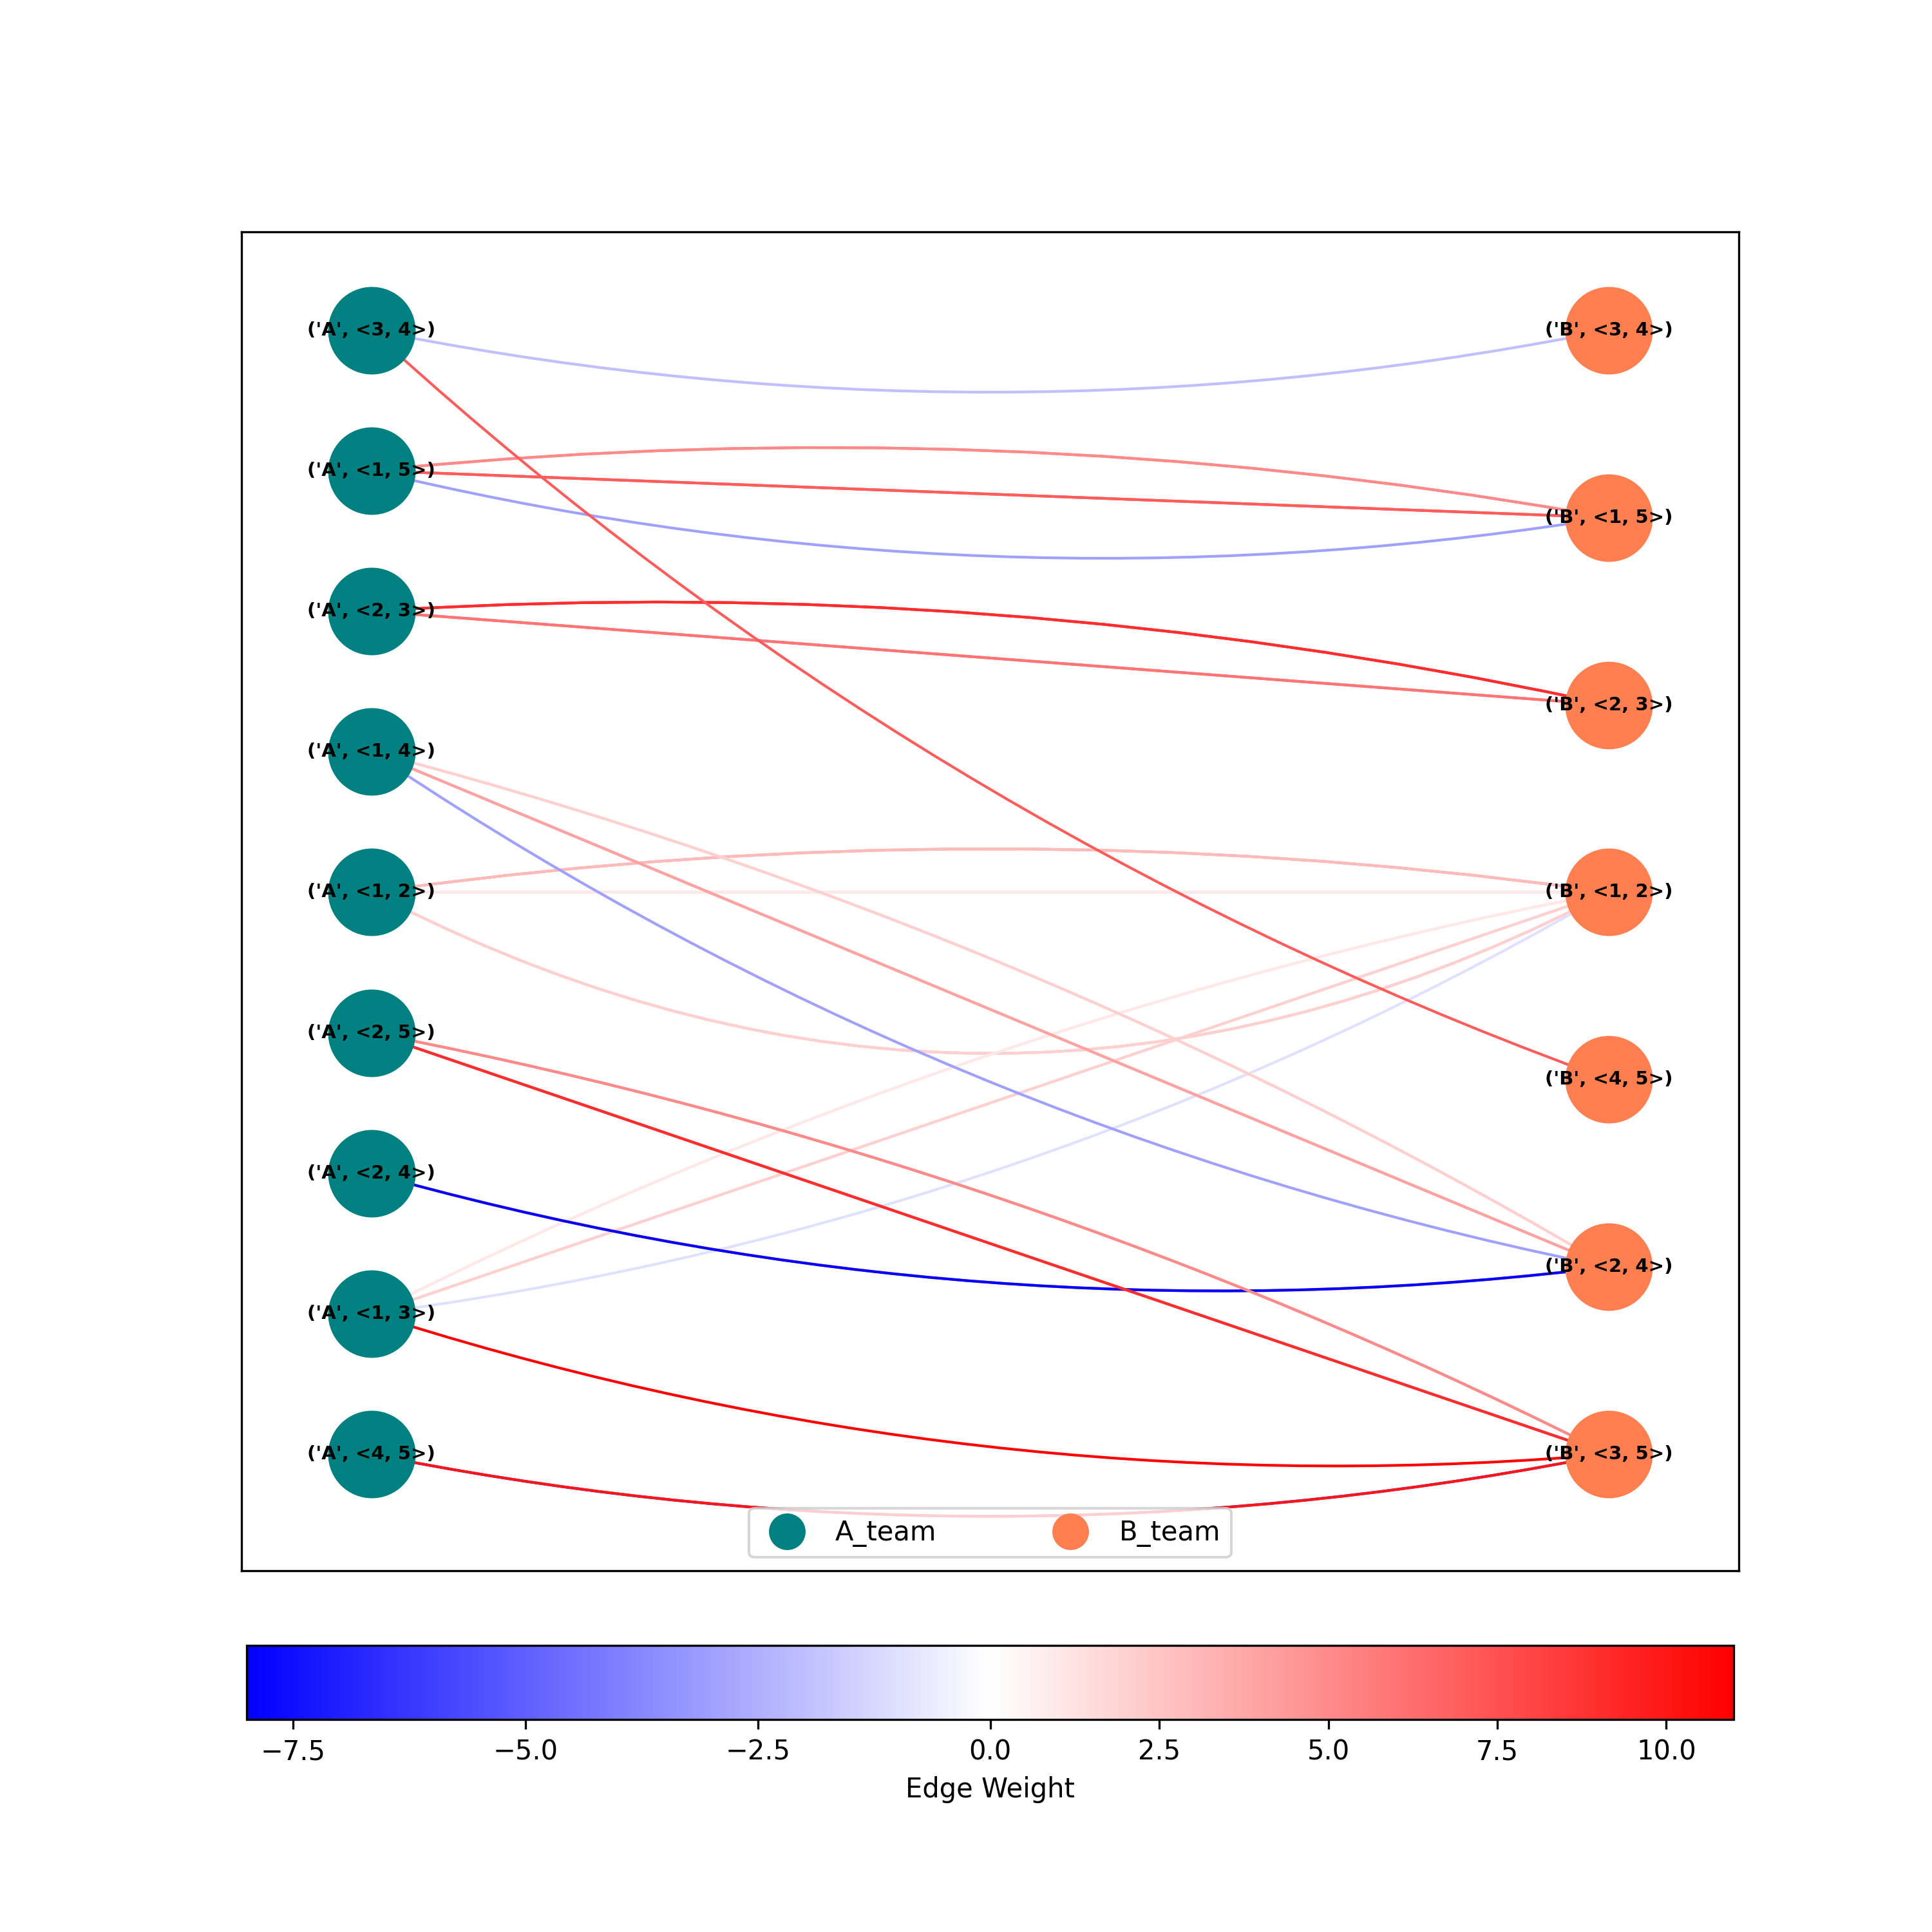 ('A', <3, 4>)
('B', <3, 4>)
('A', <1, 5>)
('B', <1, 5>)
('A', <2, 3>)
('B', <2, 3>)
('A', <1, 4>)
('A', <1, 2>)
('B', <1, 2>)
('A', <2, 5>)
('B', <4, 5>)
('A', <2, 4>)
('B', <2, 4>)
('A', <1, 3>)
('A', <4, 5>)
('B', <3, 5>)
A_team B_team
−7.5 −5.0 −2.5 0.0 2.5 5.0 7.5 10.0
Edge Weight